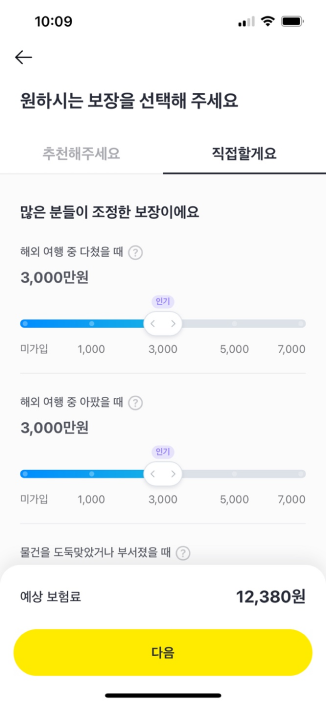 10:09
원하시는 보장을 선택해 주세요
추천해주세요 직접할게요
많은 분들이 조정한 보장이에요
해외 여행 중 다쳤을 때 ?
3,000만원
인기
미가입 1,000 3,000 5,000 7,000
해외 여행 중 아팠을 때 ?
3,000만원
인기
미가입 1,000 3,000 5,000 7,000
물건을 도둑맞았거나 부서졌을 때 ?
예상 보험료 12,380원
다음